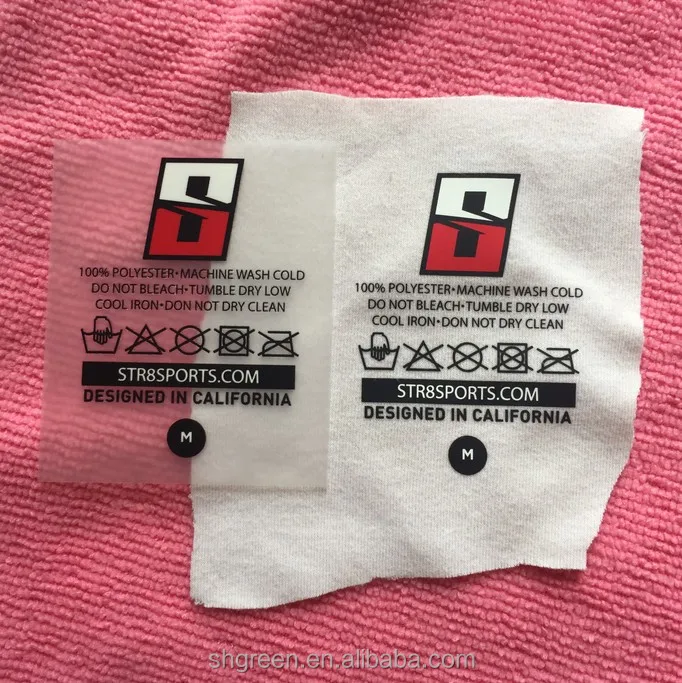 100% POLYESTER•MACHINE WASH COLD
DO NOT BLEACH•TUMBLE DRY LOW
COOL IRON•DON NOT DRY CLEAN
STR8SPORTS.COM
DESIGNED IN CALIFORNIA
M
100% POLYESTER•MACHINE WASH COLD
DO NOT BLEACH•TUMBLE DRY LOW
COOL IRON•DON NOT DRY CLEAN
STR8SPORTS.COM
DESIGNED IN CALIFORNIA
M
shgreen.en.alibaba.com